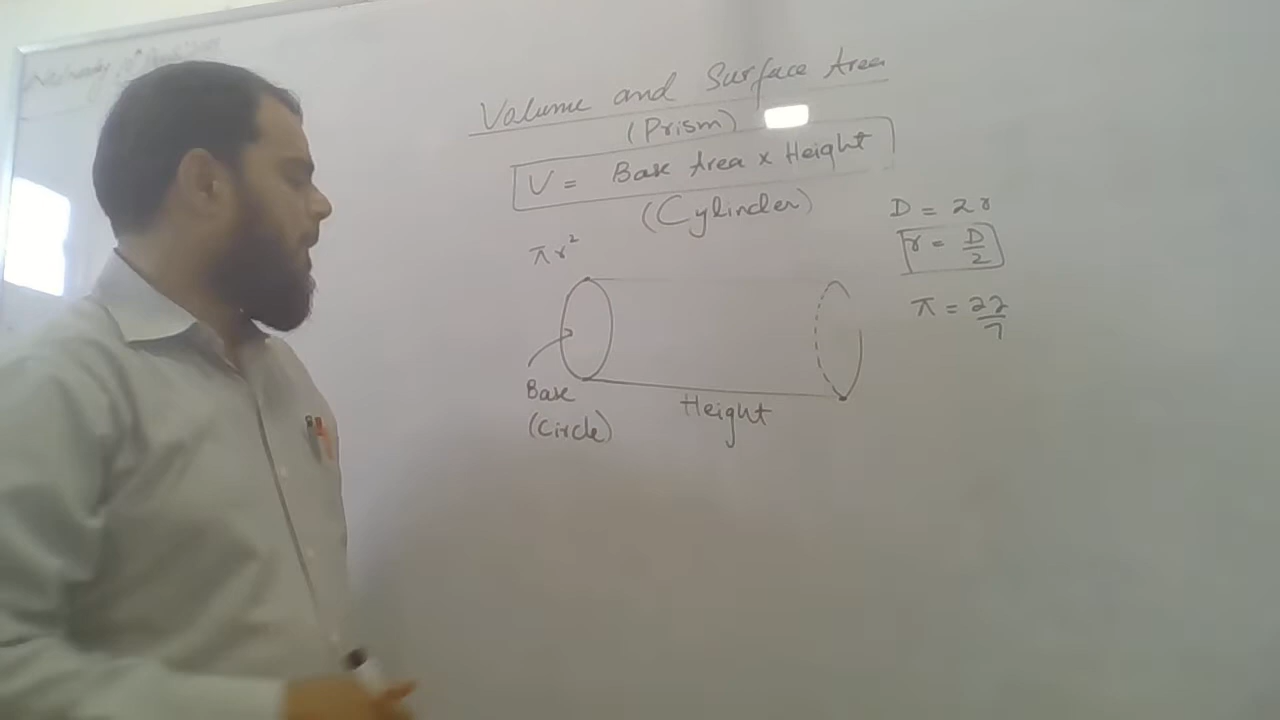 Volume and Surface Area
(Prism)
V = Base Area x Height
(Cylinder)
D = 2r
r = D/2
πr²
π = 22/7
Base
(Circle)
Height